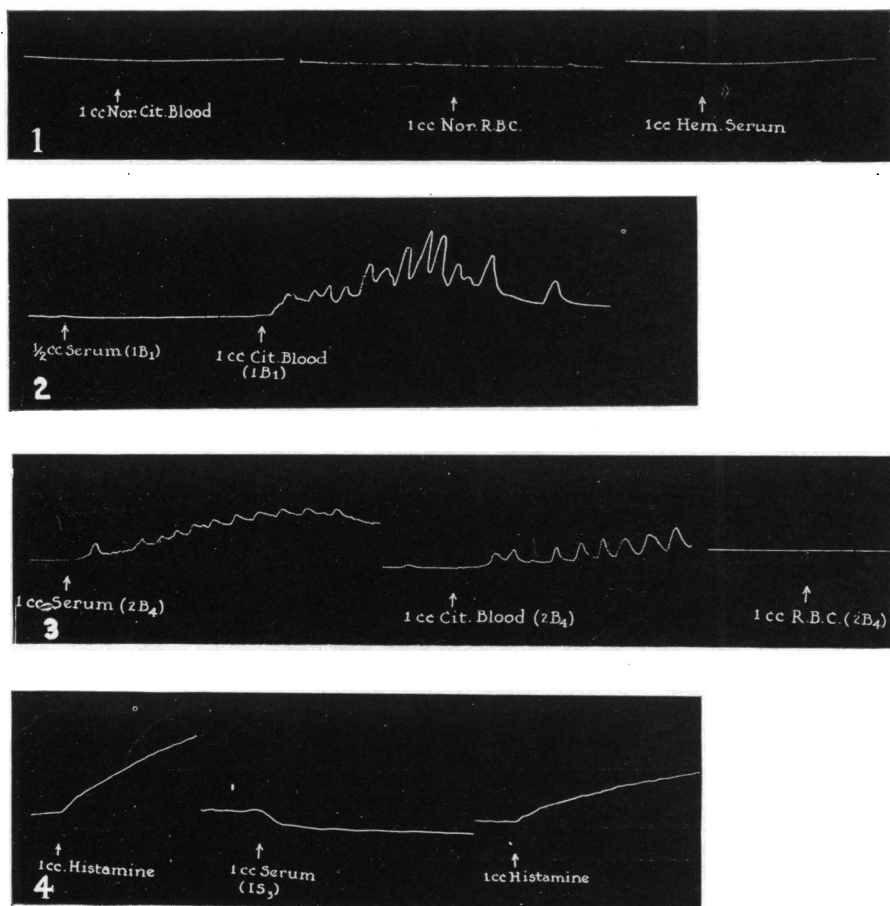 1 cc Nor. Cit. Blood
1 cc Nor. R.B.C.
1 cc Hem. Serum
1
½ cc Serum (1B₁)
1 cc Cit. Blood
(1B₁)
2
1 cc Serum (2B₄)
1 cc Cit. Blood (2B₄)
1 cc R.B.C. (2B₄)
3
1 cc. Histamine
1 cc Serum
(1S₃)
1 cc Histamine
4